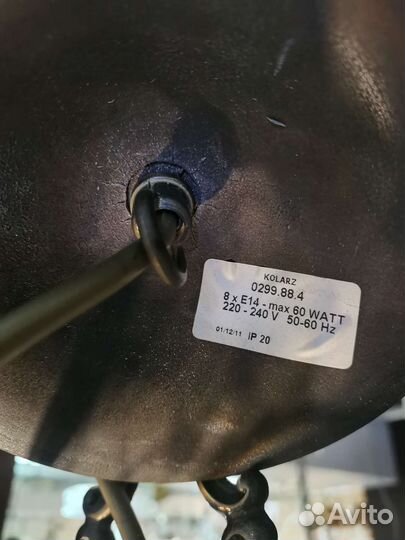 KOLARZ
0299.88.4
8 x E14 - max 60 WATT
220 - 240 V 50-60 Hz
01/12/11 IP 20
Avito